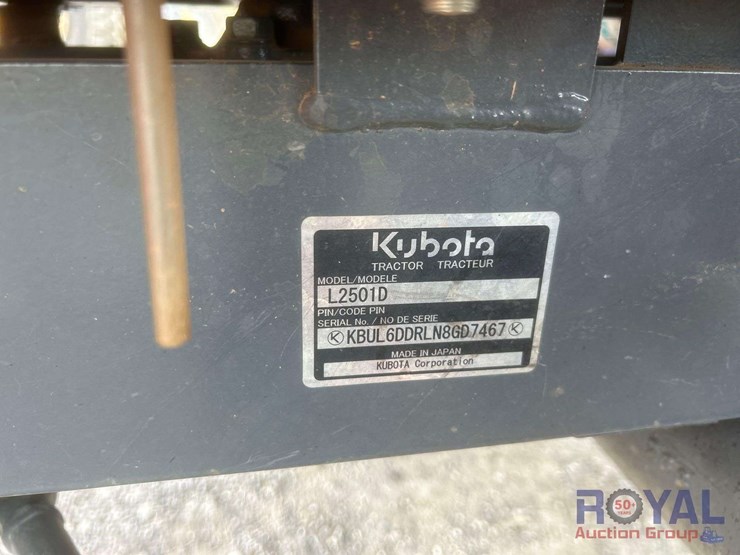 Kubota
TRACTOR TRACTEUR
MODEL/MODELE
L2501D
PIN/CODE PIN
SERIAL No. / NO DE SERIE
KBUL6DDRLN8GD7467
MADE IN JAPAN
KUBOTA Corporation
ROYAL
50+
YEARS
Auction Group